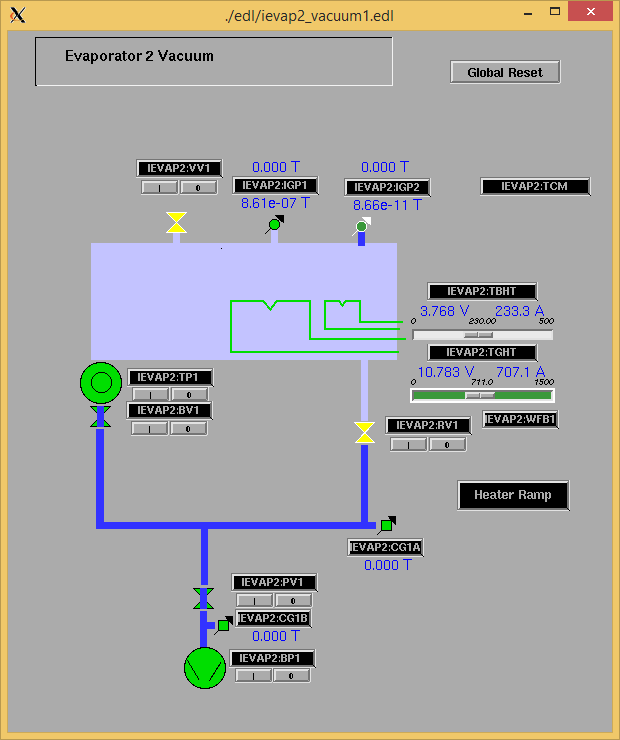 ./edl/ievap2_vacuum1.edl
Evaporator 2 Vacuum
Global Reset
IEVAP2:VV1
I 0
0.000 T
IEVAP2:IGP1
8.61e-07 T
0.000 T
IEVAP2:IGP2
8.66e-11 T
IEVAP2:TCM
IEVAP2:TBHT
3.768 V 233.3 A
0 230.00 500
IEVAP2:TGHT
10.783 V 707.1 A
0 711.0 1500
IEVAP2:TP1
I 0
IEVAP2:BV1
I 0
IEVAP2:RV1
I 0
IEVAP2:WFB1
Heater Ramp
IEVAP2:CG1A
0.000 T
IEVAP2:PV1
I 0
IEVAP2:CG1B
0.000 T
IEVAP2:BP1
I 0